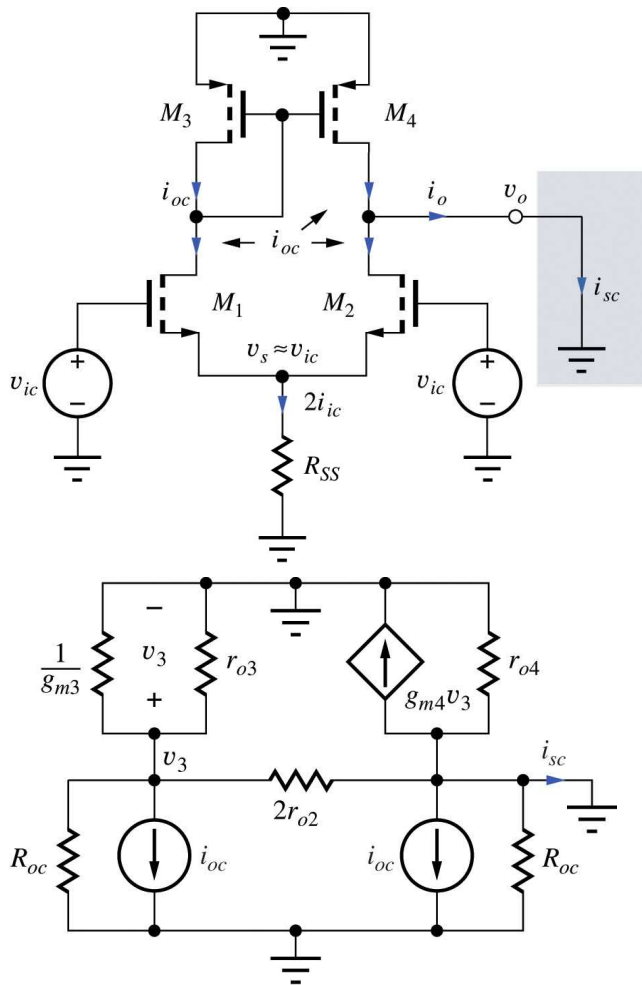 M3 M4
ioc io vo
ioc isc
M1 M2
vs ≈ vic
+ +
vic vic
− −
2iic
RSS
−
1/gm3 v3 ro3 ro4
+ gm4v3
v3 isc
2ro2
Roc ioc ioc Roc